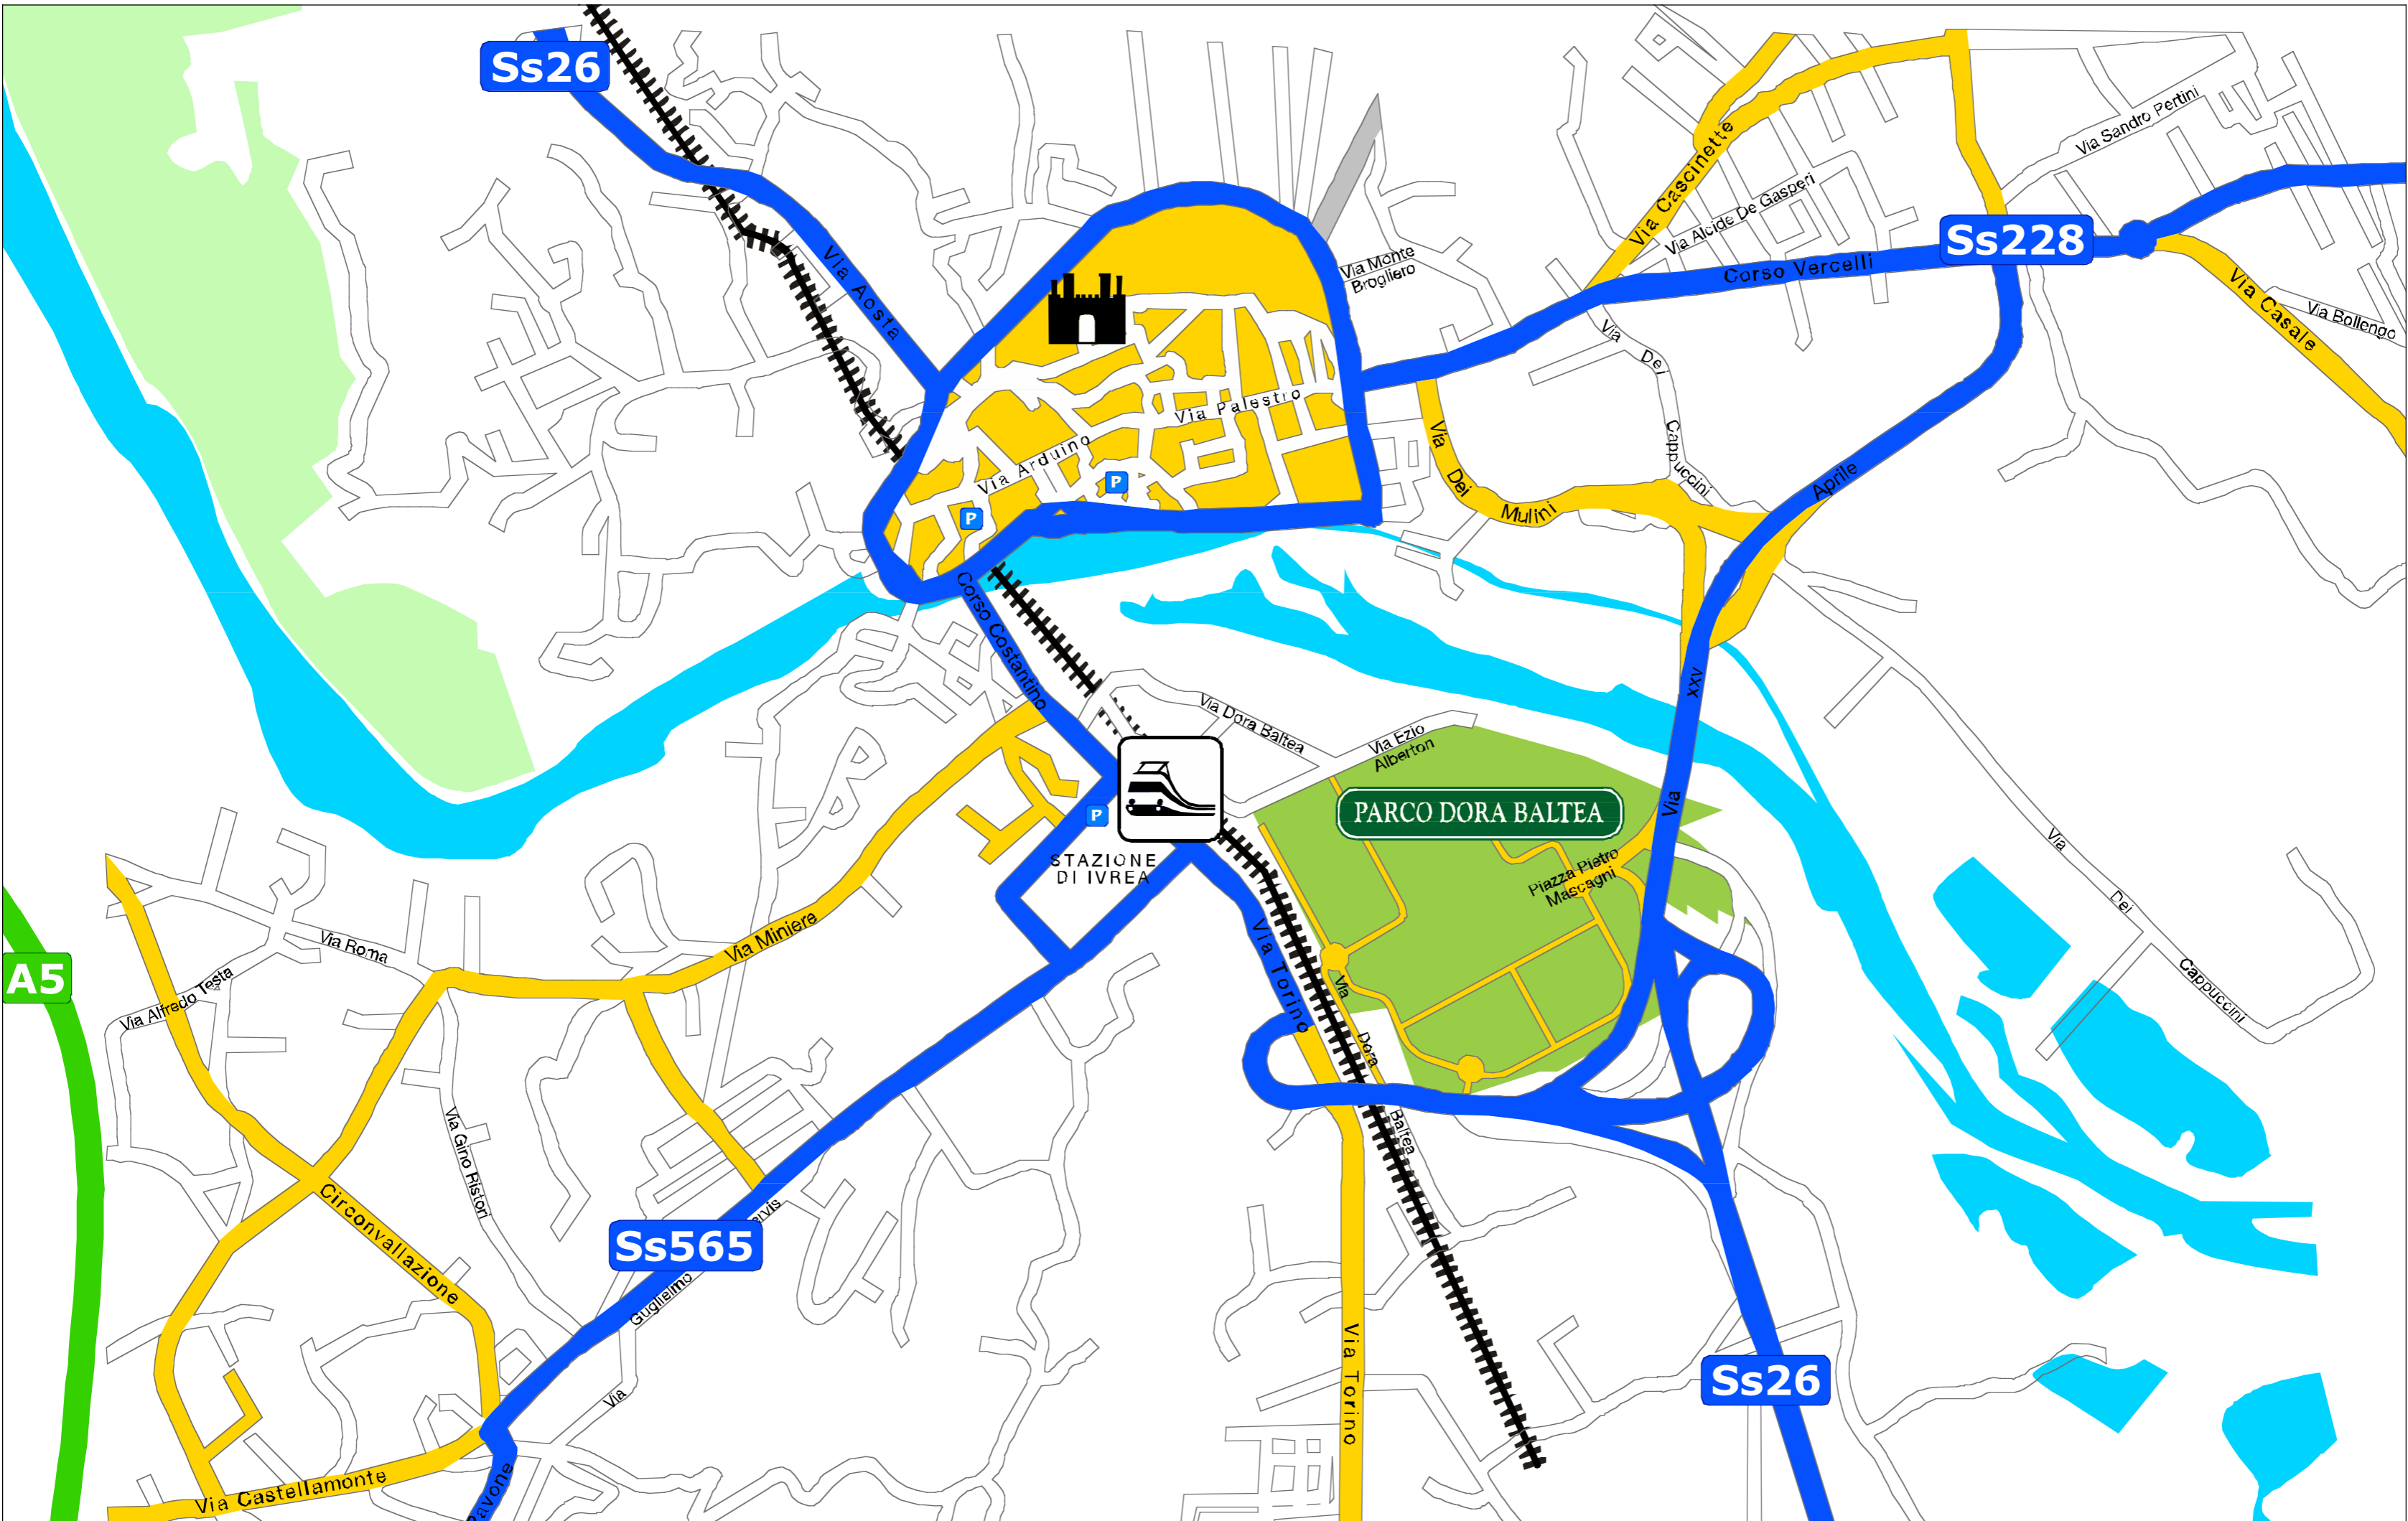 Ss26
Via Sandro Pertini
Via Cascinette
Via Alcide De Gasperi
Ss228
Corso Vercelli
Via Monte
Brogliero
Via Aosta
Via Casale
Via Bollengo
Via Dei Cappuccini
Via Palestro
Via Arduino
P
P
Via Dei Mulini
Via XXV Aprile
Corso Costantino
Via Dora Baltea
Via Ezio
Alberton
PARCO DORA BALTEA
P
STAZIONE
DI IVREA
Piazza Pietro
Mascagni
Via Miniere
Via Roma
A5
Via Alfredo Testa
Via Torino
Via Dora Baltea
Via Dei Cappuccini
Via Gino Ristori
Circonvallazione
Ss565
ervis
Guglielmo
Via
Via Torino
Ss26
Via Castellamonte
Pavone